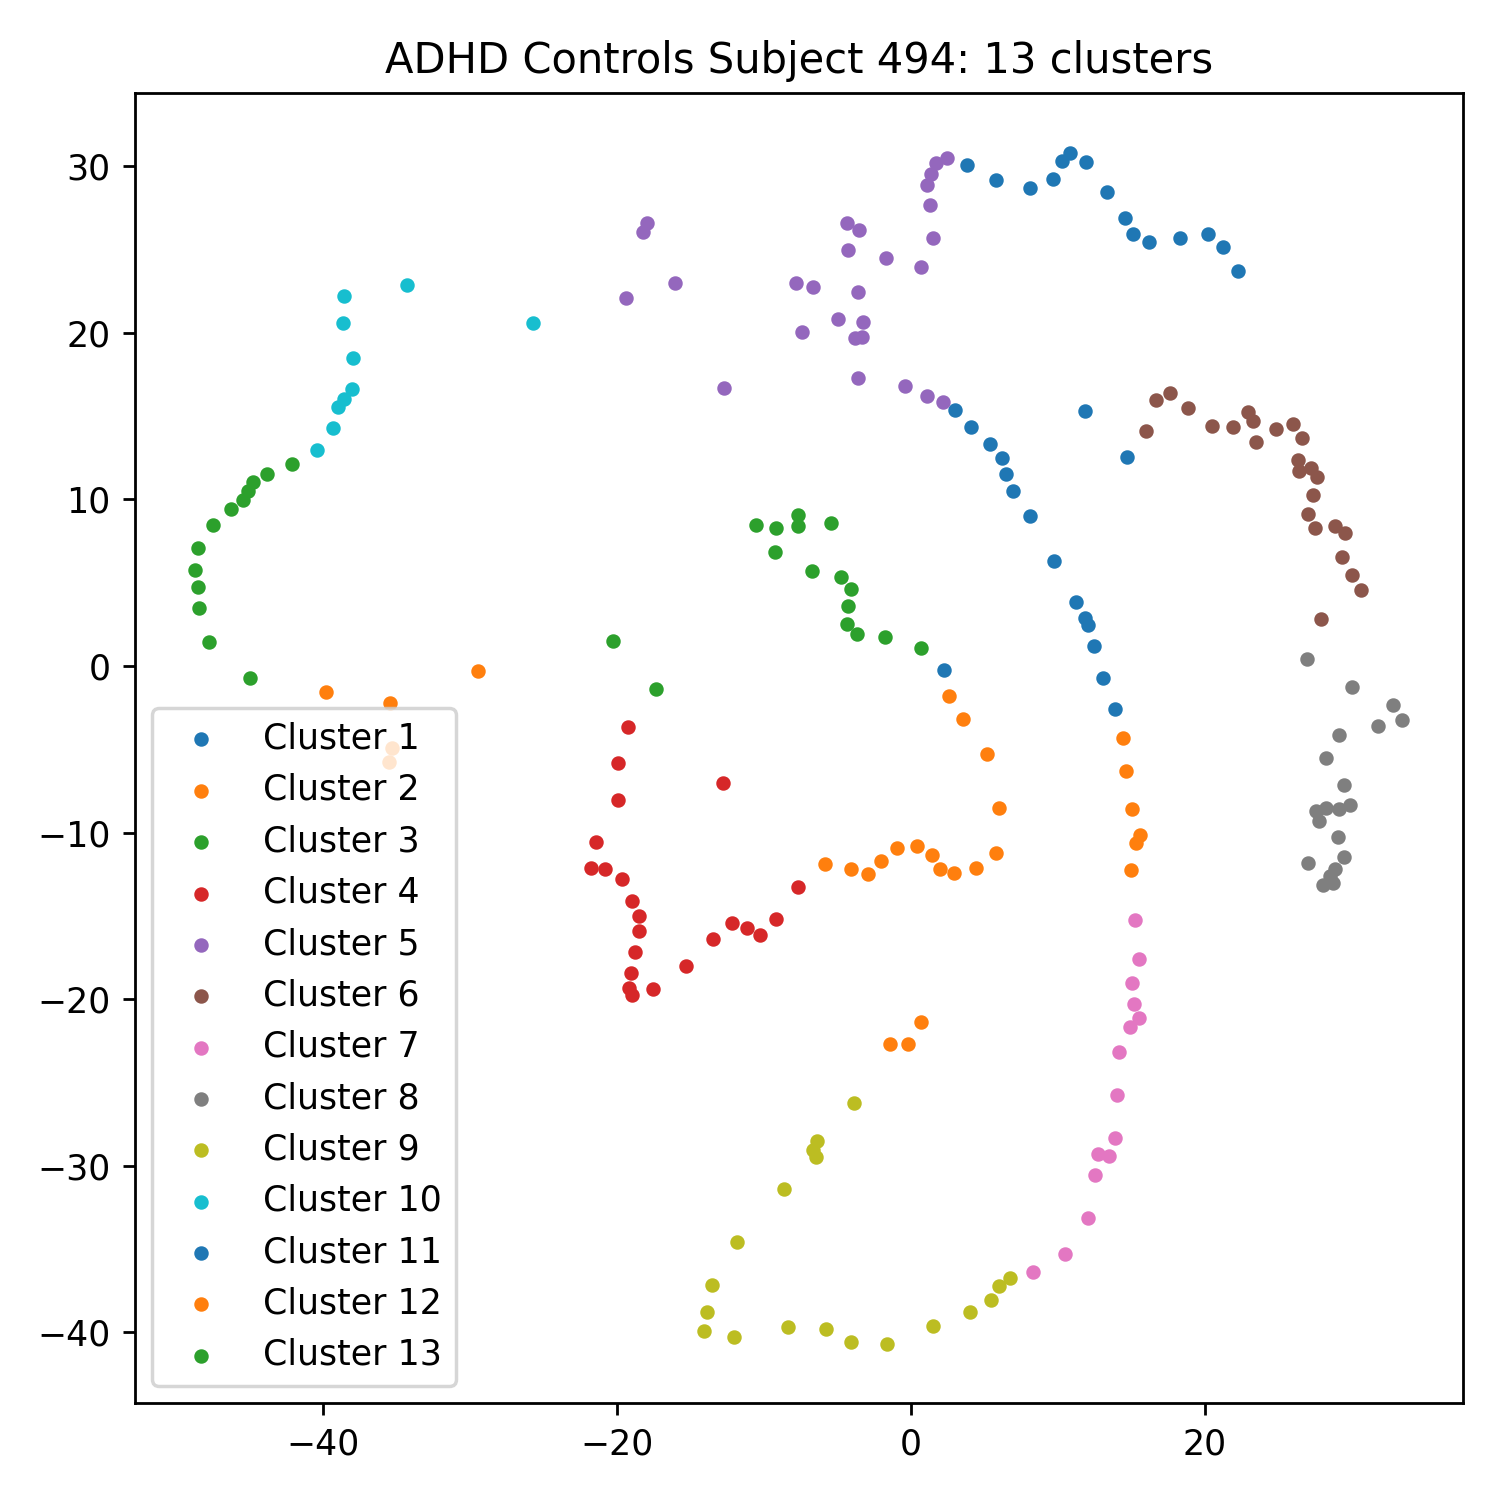 ADHD Controls Subject 494: 13 clusters
30
20
10
0
−10
−20
−30
−40
−40
−20
0
20
Cluster 1
Cluster 2
Cluster 3
Cluster 4
Cluster 5
Cluster 6
Cluster 7
Cluster 8
Cluster 9
Cluster 10
Cluster 11
Cluster 12
Cluster 13